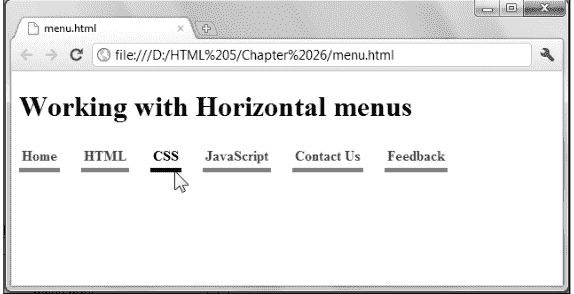 menu.html
file:///D:/HTML%205/Chapter%2026/menu.html
Working with Horizontal menus
Home HTML CSS JavaScript Contact Us Feedback